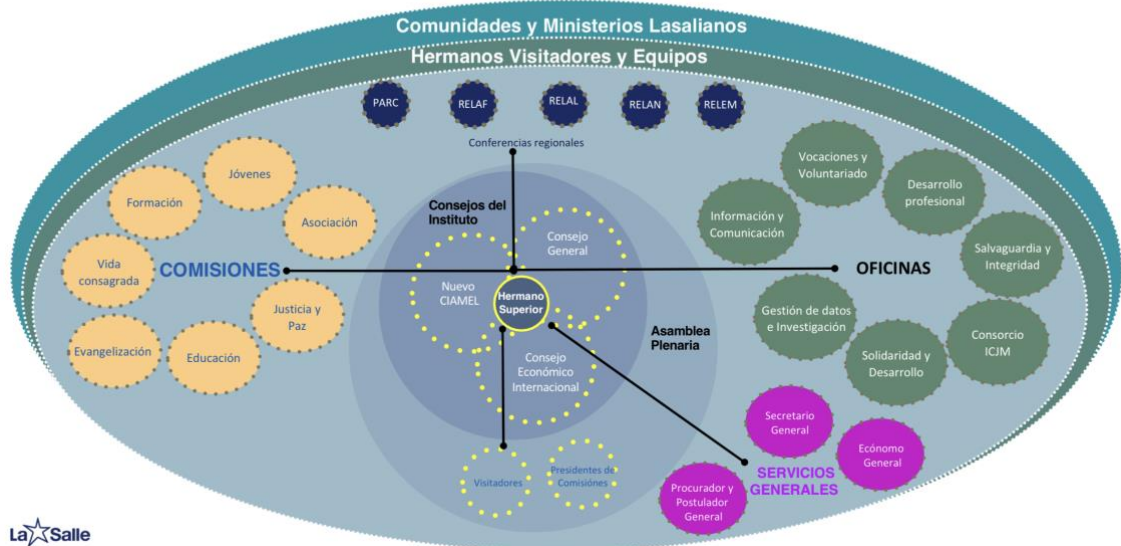 Comunidades y Ministerios Lasalianos
Hermanos Visitadores y Equipos
PARC
RELAF
RELAL
RELAN
RELEM
Conferencias regionales
Jóvenes
Formación
Asociación
Vida
consagrada
COMISIONES
Justicia y
Paz
Evangelización
Educación
Consejos del
Instituto
Consejo
General
Nuevo
CIAMEL
Hermano
Superior
Consejo
Económico
Internacional
Asamblea
Plenaria
Visitadores
Presidentes de
Comisiónes
Vocaciones y
Voluntariado
Desarrollo
profesional
Información y
Comunicación
Salvaguardia y
Integridad
OFICINAS
Gestión de datos
e Investigación
Consorcio
ICJM
Solidaridad y
Desarrollo
Secretario
General
Ecónomo
General
SERVICIOS
GENERALES
Procurador y
Postulador
General
La Salle